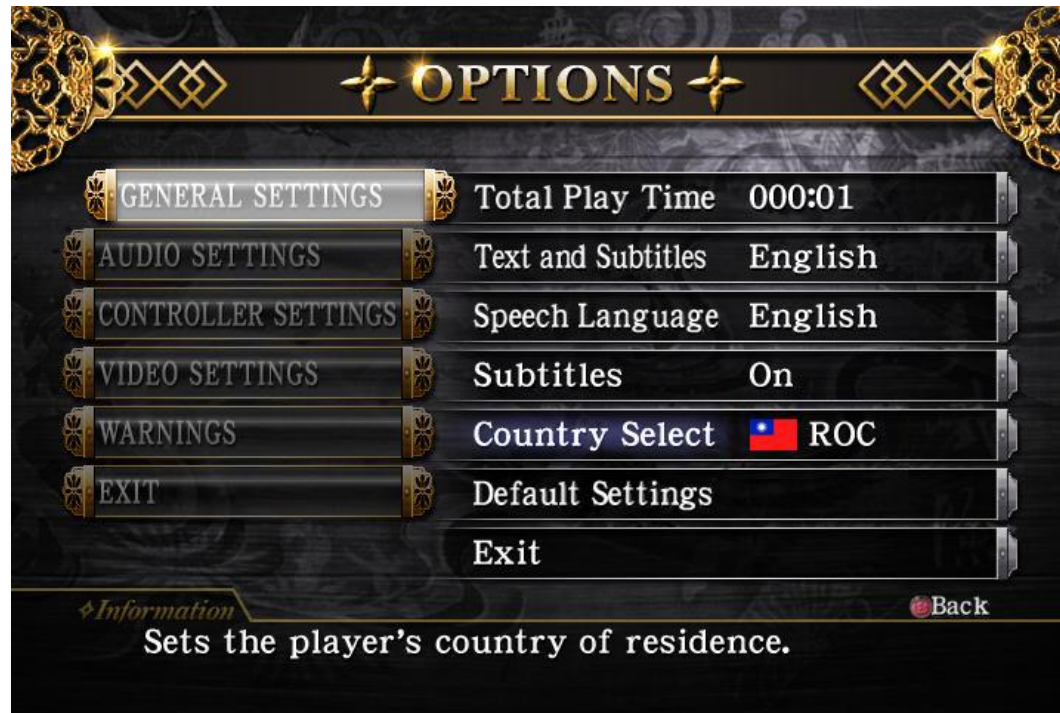 OPTIONS
GENERAL SETTINGS
AUDIO SETTINGS
CONTROLLER SETTINGS
VIDEO SETTINGS
WARNINGS
EXIT
Total Play Time 000:01
Text and Subtitles English
Speech Language English
Subtitles On
Country Select ROC
Default Settings
Exit
Information
B Back
Sets the player's country of residence.